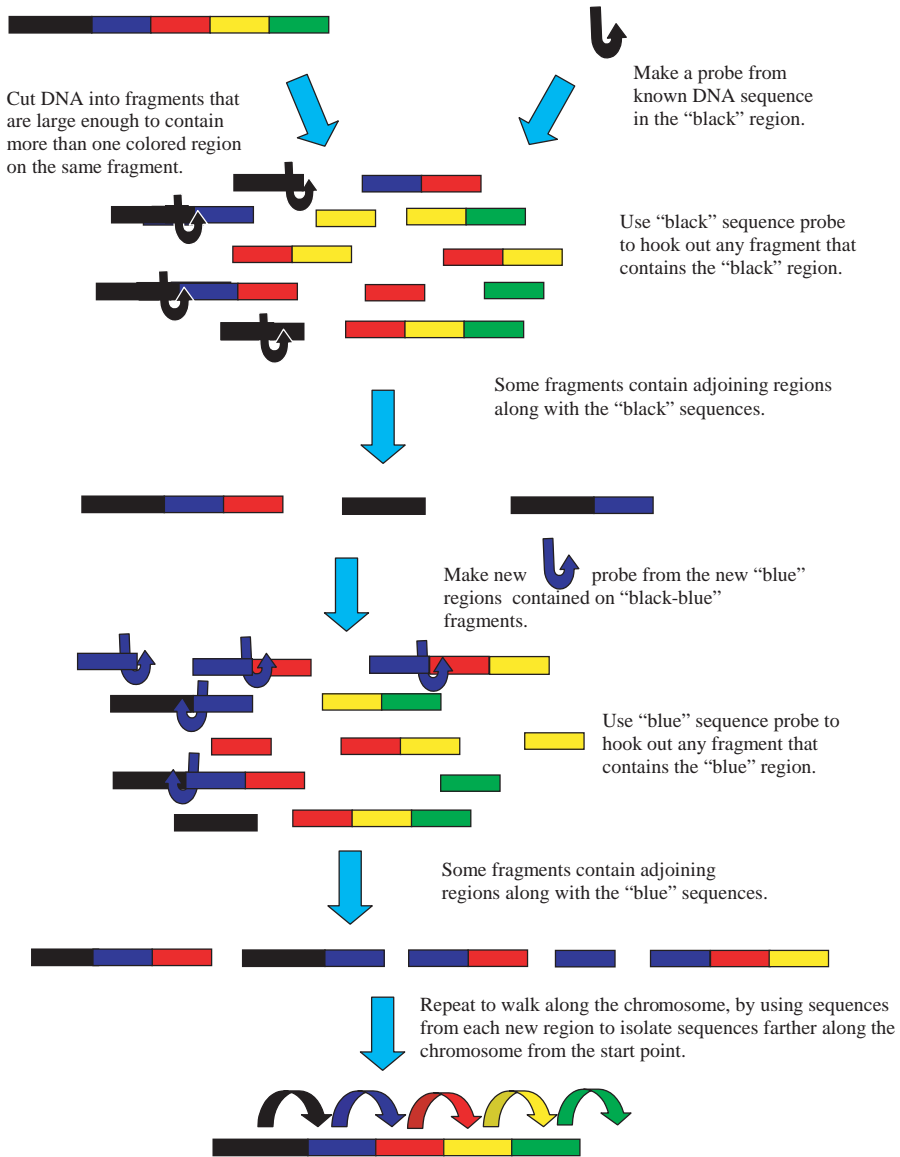 Cut DNA into fragments that
are large enough to contain
more than one colored region
on the same fragment.
Make a probe from
known DNA sequence
in the “black” region.
Use “black” sequence probe
to hook out any fragment that
contains the “black” region.
Some fragments contain adjoining regions
along with the “black” sequences.
Make new probe from the new “blue”
regions contained on “black-blue”
fragments.
Use “blue” sequence probe to
hook out any fragment that
contains the “blue” region.
Some fragments contain adjoining
regions along with the “blue” sequences.
Repeat to walk along the chromosome, by using sequences
from each new region to isolate sequences farther along the
chromosome from the start point.